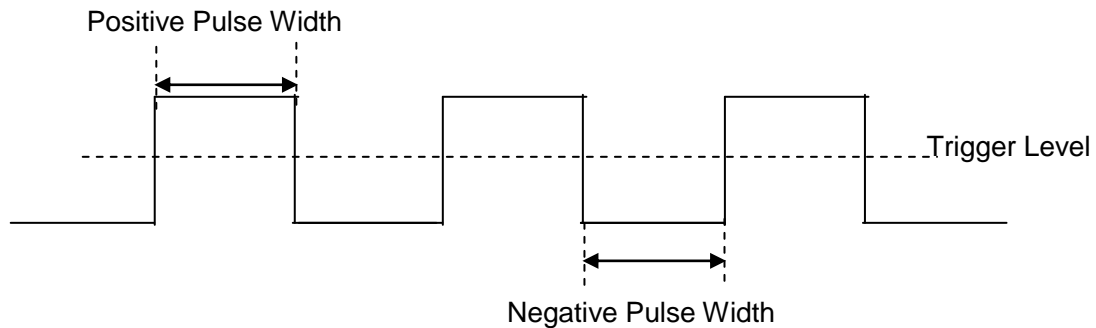 Positive Pulse Width
Trigger Level
Negative Pulse Width